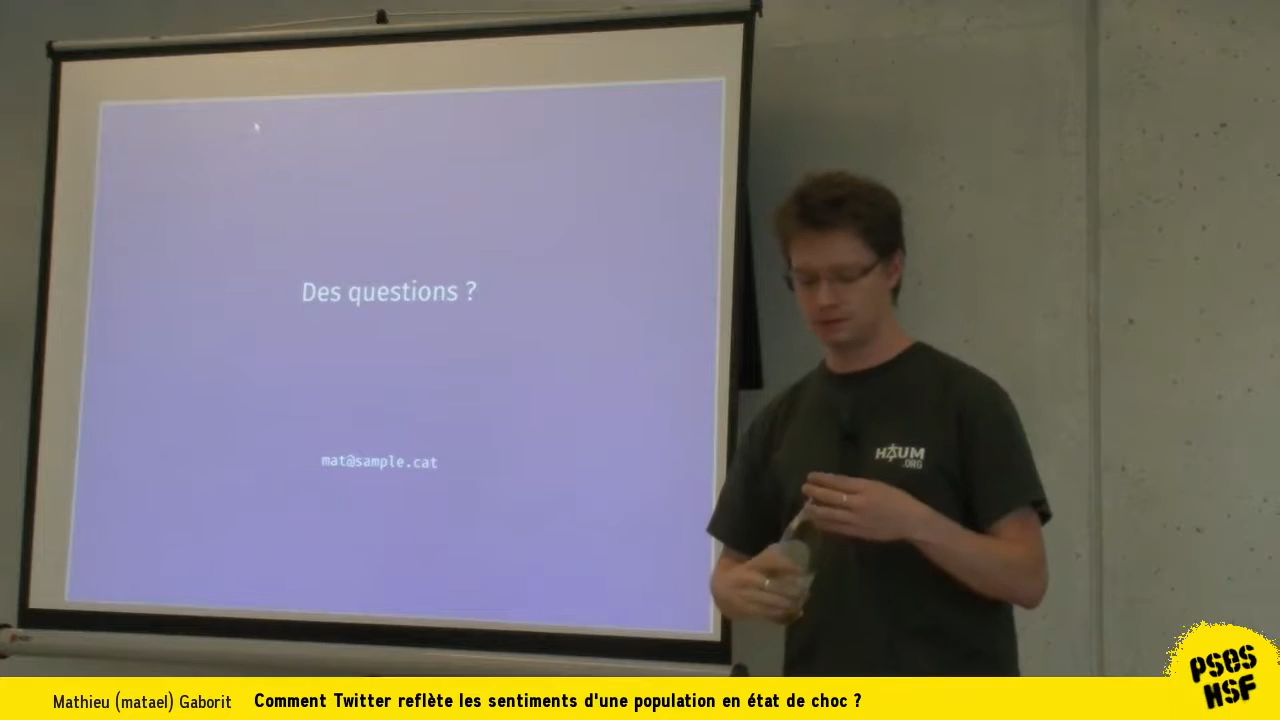 Des questions ?
mat@sample.cat
HAUM
.ORG
Mathieu (matael) Gaborit Comment Twitter reflète les sentiments d'une population en état de choc ?
PSES
HSF